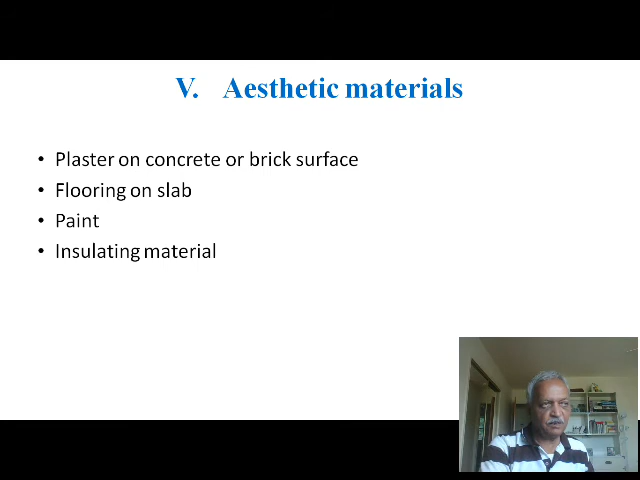 V. Aesthetic materials
• Plaster on concrete or brick surface
• Flooring on slab
• Paint
• Insulating material